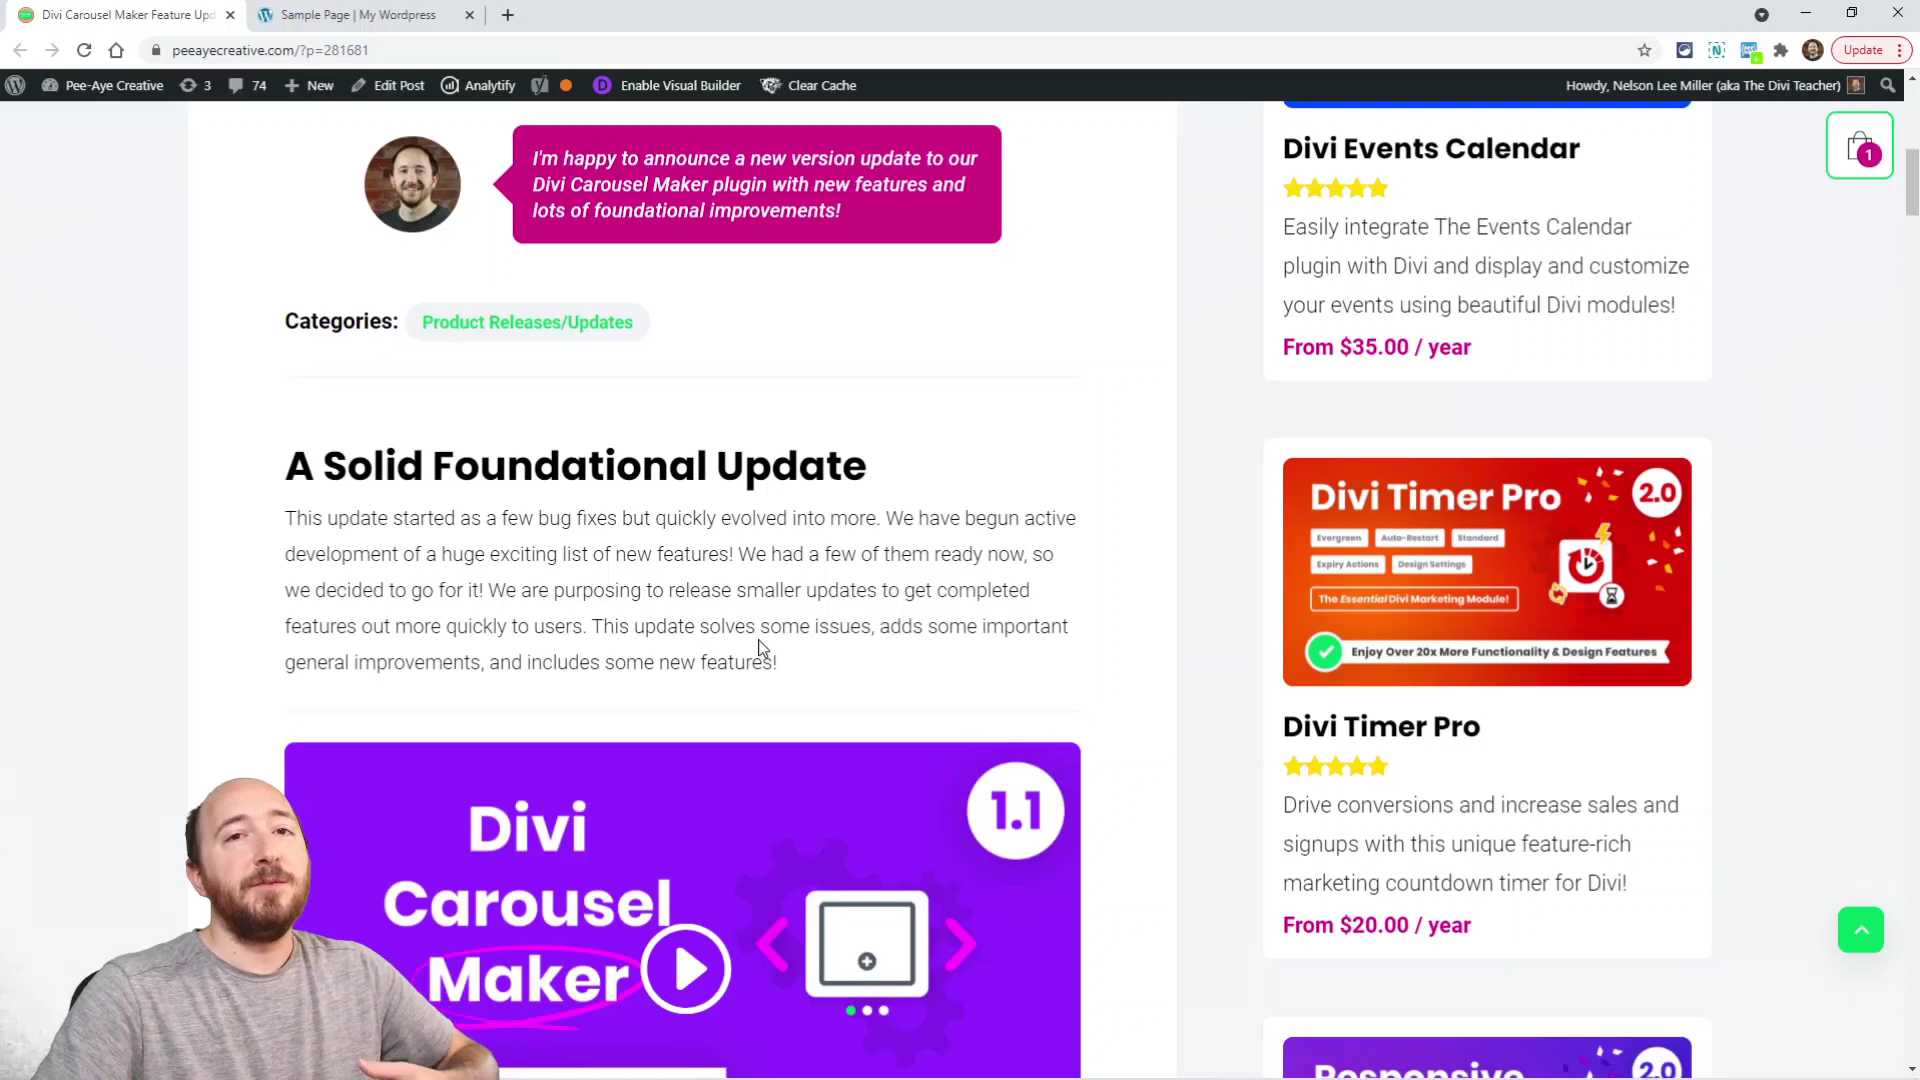 Divi Carousel Maker Feature Upd
Sample Page | My Wordpress
peeayecreative.com/?p=281681
Update
Pee-Aye Creative
3
74
New
Edit Post
Analytify
Enable Visual Builder
Clear Cache
Howdy, Nelson Lee Miller (aka The Divi Teacher)
I'm happy to announce a new version update to our
Divi Carousel Maker plugin with new features and
lots of foundational improvements!
Categories: Product Releases/Updates
A Solid Foundational Update
This update started as a few bug fixes but quickly evolved into more. We have begun active
development of a huge exciting list of new features! We had a few of them ready now, so
we decided to go for it! We are purposing to release smaller updates to get completed
features out more quickly to users. This update solves some issues, adds some important
general improvements, and includes some new features!
Divi
Carousel
Maker
1.1
1
Divi Events Calendar
Easily integrate The Events Calendar
plugin with Divi and display and customize
your events using beautiful Divi modules!
From $35.00 / year
Divi Timer Pro
2.0
Evergreen
Auto-Restart
Standard
Expiry Actions
Design Settings
The Essential Divi Marketing Module!
Enjoy Over 20x More Functionality & Design Features
Divi Timer Pro
Drive conversions and increase sales and
signups with this unique feature-rich
marketing countdown timer for Divi!
From $20.00 / year
Responsive
2.0